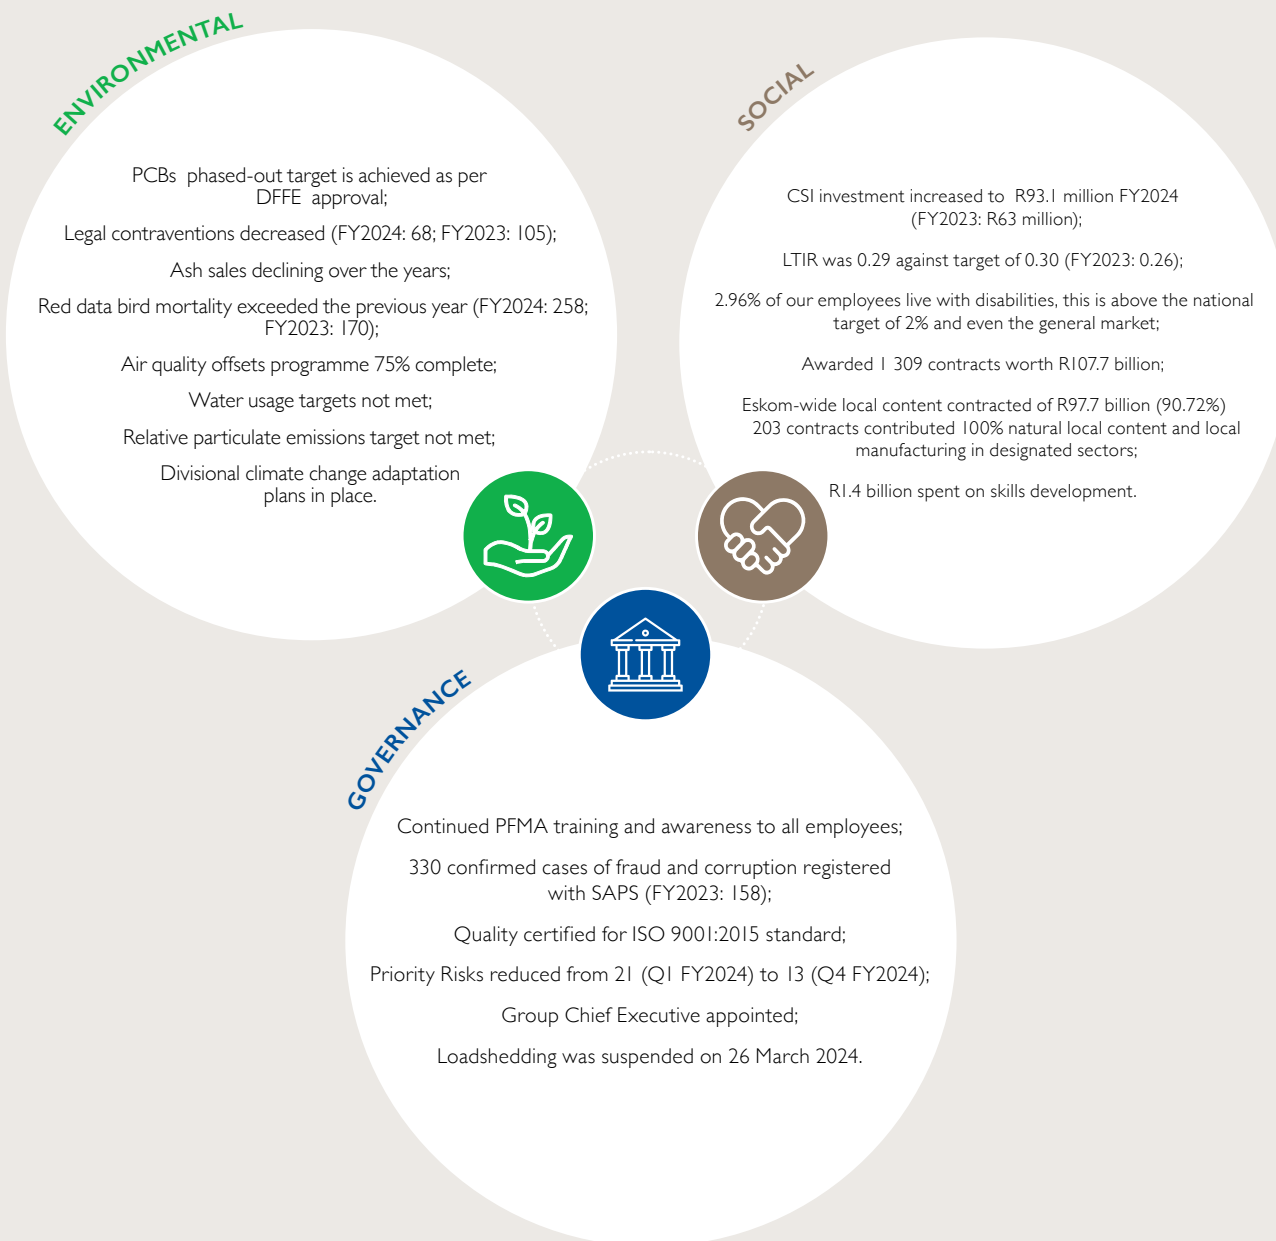 ENVIRONMENTAL
PCBs phased-out target is achieved as per
DFFE approval;
Legal contraventions decreased (FY2024: 68; FY2023: 105);
Ash sales declining over the years;
Red data bird mortality exceeded the previous year (FY2024: 258;
FY2023: 170);
Air quality offsets programme 75% complete;
Water usage targets not met;
Relative particulate emissions target not met;
Divisional climate change adaptation
plans in place.
SOCIAL
CSI investment increased to R93.1 million FY2024
(FY2023: R63 million);
LTIR was 0.29 against target of 0.30 (FY2023: 0.26);
2.96% of our employees live with disabilities, this is above the national
target of 2% and even the general market;
Awarded 1 309 contracts worth R107.7 billion;
Eskom-wide local content contracted of R97.7 billion (90.72%)
203 contracts contributed 100% natural local content and local
manufacturing in designated sectors;
R1.4 billion spent on skills development.
GOVERNANCE
Continued PFMA training and awareness to all employees;
330 confirmed cases of fraud and corruption registered
with SAPS (FY2023: 158);
Quality certified for ISO 9001:2015 standard;
Priority Risks reduced from 21 (Q1 FY2024) to 13 (Q4 FY2024);
Group Chief Executive appointed;
Loadshedding was suspended on 26 March 2024.